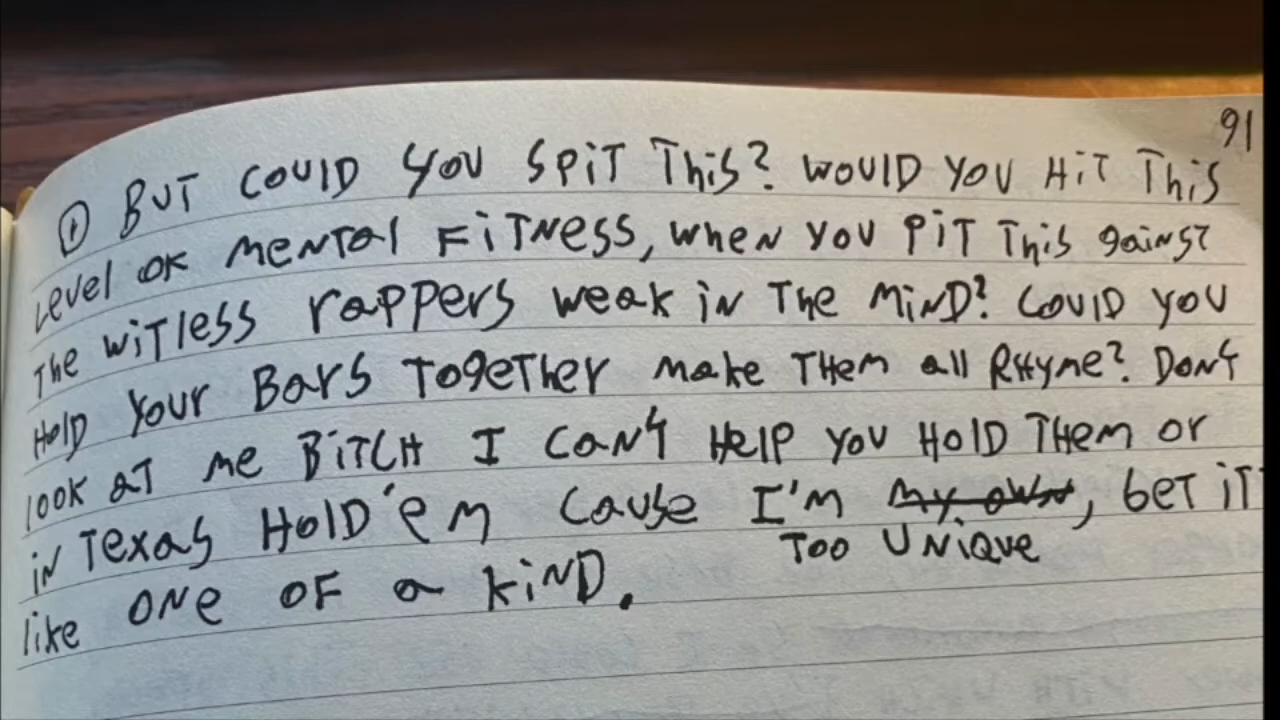 91
① BUT COULD YOU SPIT This? WOULD YOU HiT This
Level OK MENTal FiTNess, wheN YOU PiT This gainsT
The wiTless rappers weak iN The MiND? COULD YOU
HolD YOUr Bars TogeTher make THEM all RHyme? DON'T
look aT me BiTCH I CaN'T HELP YOU HOLD THEM or
iN Texas HolD'em Cause I'm my own, GeT iT
TOO UNiQue
like ONe OF a kiND.